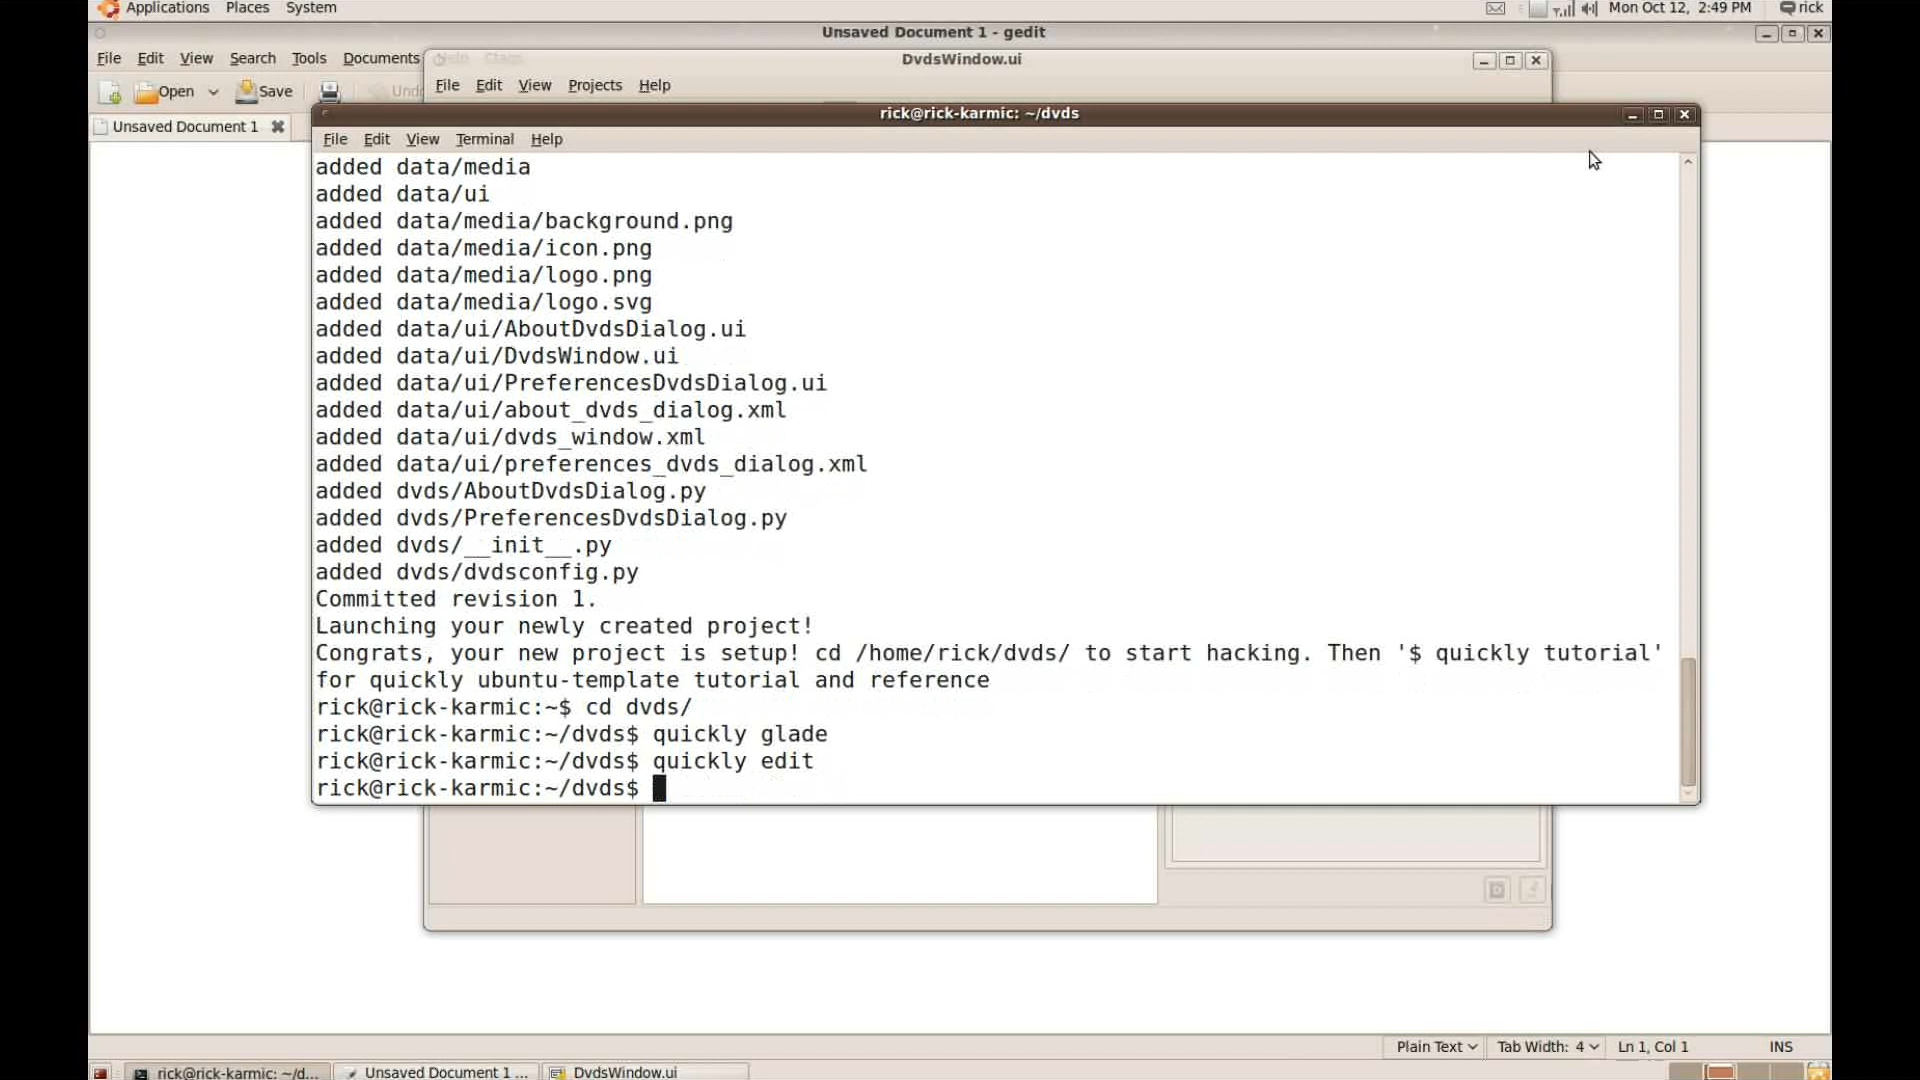 Applications Places System
Mon Oct 12, 2:49 PM rick
Unsaved Document 1 - gedit
File Edit View Search Tools Documents
DvdsWindow.ui
Open Save Undo
File Edit View Projects Help
Unsaved Document 1
rick@rick-karmic: ~/dvds
File Edit View Terminal Help
added data/media
added data/ui
added data/media/background.png
added data/media/icon.png
added data/media/logo.png
added data/media/logo.svg
added data/ui/AboutDvdsDialog.ui
added data/ui/DvdsWindow.ui
added data/ui/PreferencesDvdsDialog.ui
added data/ui/about_dvds_dialog.xml
added data/ui/dvds_window.xml
added data/ui/preferences_dvds_dialog.xml
added dvds/AboutDvdsDialog.py
added dvds/PreferencesDvdsDialog.py
added dvds/__init__.py
added dvds/dvdsconfig.py
Committed revision 1.
Launching your newly created project!
Congrats, your new project is setup! cd /home/rick/dvds/ to start hacking. Then '$ quickly tutorial'
for quickly ubuntu-template tutorial and reference
rick@rick-karmic:~$ cd dvds/
rick@rick-karmic:~/dvds$ quickly glade
rick@rick-karmic:~/dvds$ quickly edit
rick@rick-karmic:~/dvds$
Plain Text Tab Width: 4 Ln 1, Col 1 INS
rick@rick-karmic: ~/d... Unsaved Document 1 ... DvdsWindow.ui